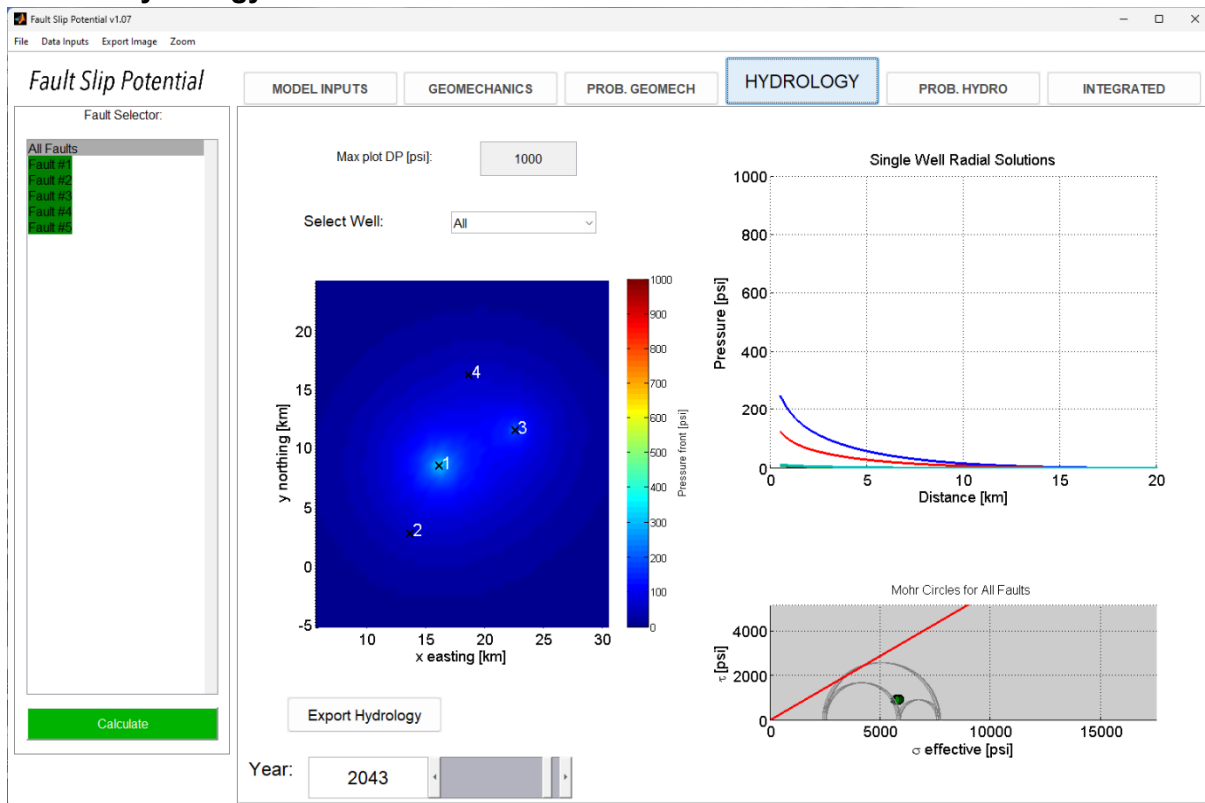 Fault Slip Potential v1.07
File Data Inputs Export Image Zoom
Fault Slip Potential
MODEL INPUTS GEOMECHANICS PROB. GEOMECH HYDROLOGY PROB. HYDRO INTEGRATED
Fault Selector:
All Faults
Fault #1
Fault #2
Fault #3
Fault #4
Fault #5
Calculate
Max plot DP [psi]: 1000
Select Well: All
y northing [km]
20
15
10
5
0
-5
10 15 20 25 30
x easting [km]
4
3
1
2
1000
900
800
700
600
500
400
300
200
100
0
Pressure front [psi]
Export Hydrology
Year: 2043
Single Well Radial Solutions
Pressure [psi]
1000
800
600
400
200
0
0 5 10 15 20
Distance [km]
Mohr Circles for All Faults
τ [psi]
4000
2000
0
0 5000 10000 15000
σ effective [psi]